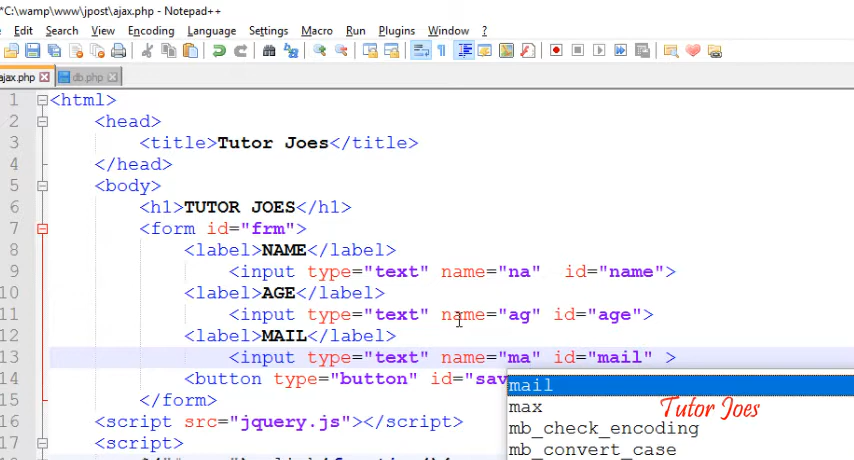 *C:\wamp\www\jpost\ajax.php - Notepad++
Edit Search View Encoding Language Settings Tools Macro Run Plugins Window ?
ajax.php db.php
1 <html>
2 <head>
3 <title>Tutor Joes</title>
4 </head>
5 <body>
6 <h1>TUTOR JOES</h1>
7 <form id="frm">
8 <label>NAME</label>
9 <input type="text" name="na"  id="name">
10 <label>AGE</label>
11 <input type="text" name="ag" id="age">
12 <label>MAIL</label>
13 <input type="text" name="ma" id="mail" >
14 <button type="button" id="sav
15 </form>
16 <script src="jquery.js"></script>
17 <script>
mail
max
mb_check_encoding
mb_convert_case
Tutor Joes